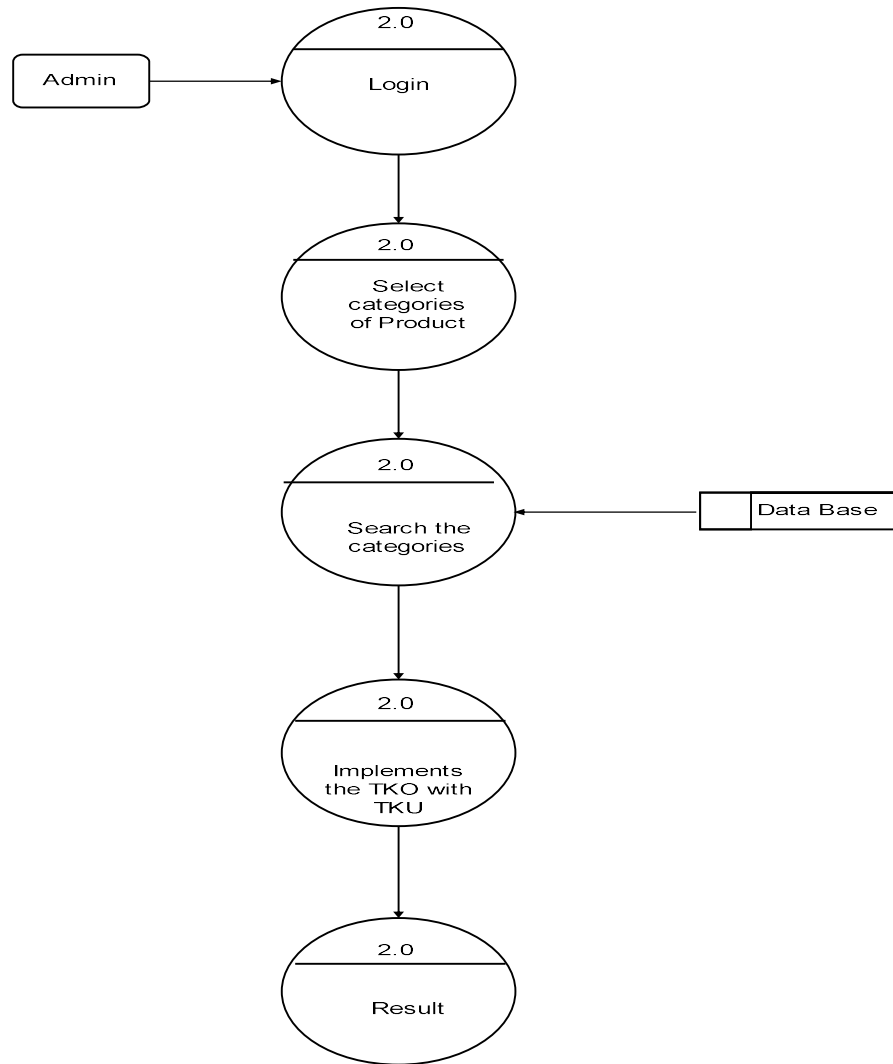 2.0
Admin
Login
2.0
Select
categories
of Product
2.0
Data Base
Search the
categories
2.0
Implements
the TKO with
TKU
2.0
Result